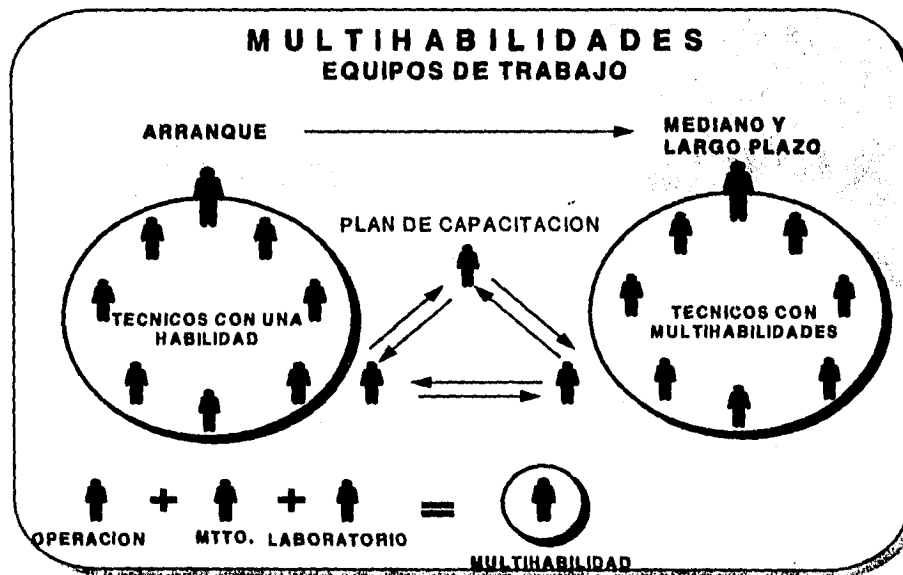 MULTIHABILIDADES
EQUIPOS DE TRABAJO
ARRANQUE
MEDIANO Y
LARGO PLAZO
PLAN DE CAPACITACION
TECNICOS CON UNA
HABILIDAD
TECNICOS CON
MULTIHABILIDADES
+ + =
OPERACION MTTO. LABORATORIO
MULTIHABILIDAD